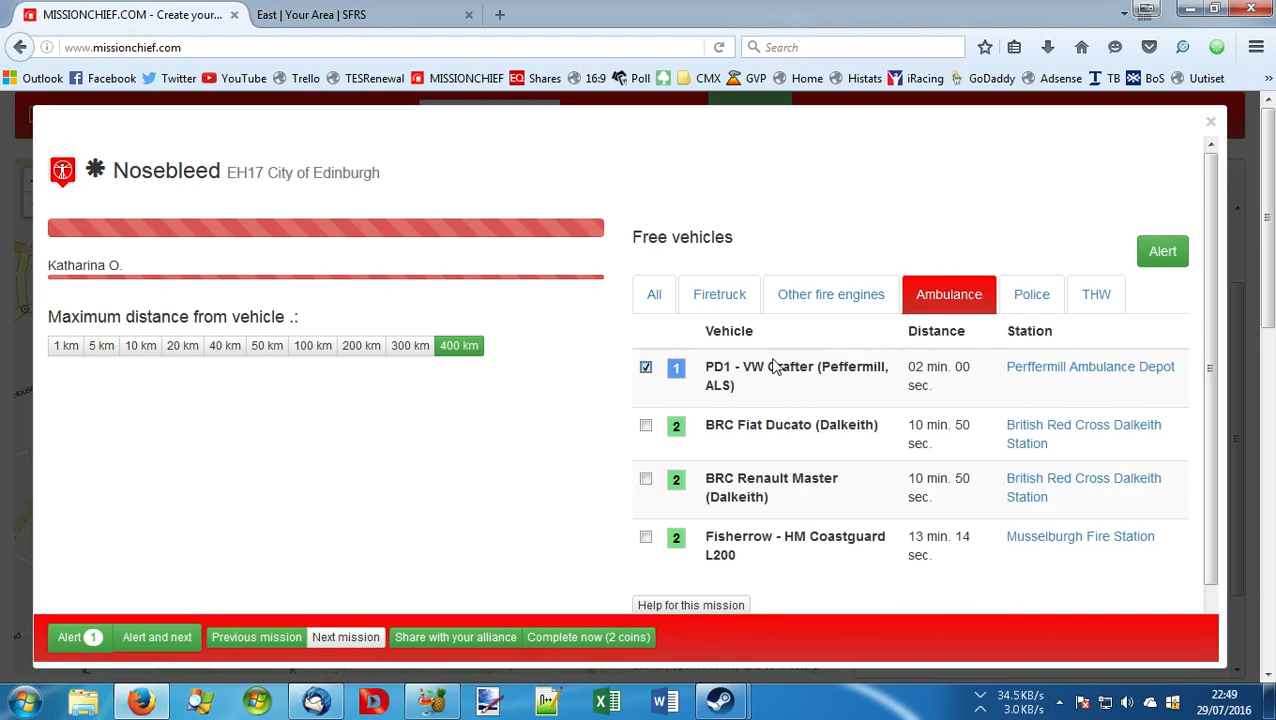 MISSIONCHIEF.COM - Create your...
East | Your Area | SFRS
www.missionchief.com
Search
Outlook Facebook Twitter YouTube Trello TESRenewal MISSIONCHIEF Shares 16:9 Poll CMX GVP Home Histats iRacing GoDaddy Adsense TB BoS Uutiset »
Nosebleed EH17 City of Edinburgh
Katharina O.
Maximum distance from vehicle .:
1 km 5 km 10 km 20 km 40 km 50 km 100 km 200 km 300 km 400 km
Free vehicles
Alert
All Firetruck Other fire engines Ambulance Police THW
Vehicle Distance Station
1 PD1 - VW Crafter (Peffermill, 02 min. 00 Perffermill Ambulance Depot
ALS) sec.
2 BRC Fiat Ducato (Dalkeith) 10 min. 50 British Red Cross Dalkeith
sec. Station
2 BRC Renault Master 10 min. 50 British Red Cross Dalkeith
(Dalkeith) sec. Station
2 Fisherrow - HM Coastguard 13 min. 14 Musselburgh Fire Station
L200 sec.
Help for this mission
Alert 1 Alert and next Previous mission Next mission Share with your alliance Complete now (2 coins)
34.5 KB/s
3.0 KB/s
22:49
29/07/2016